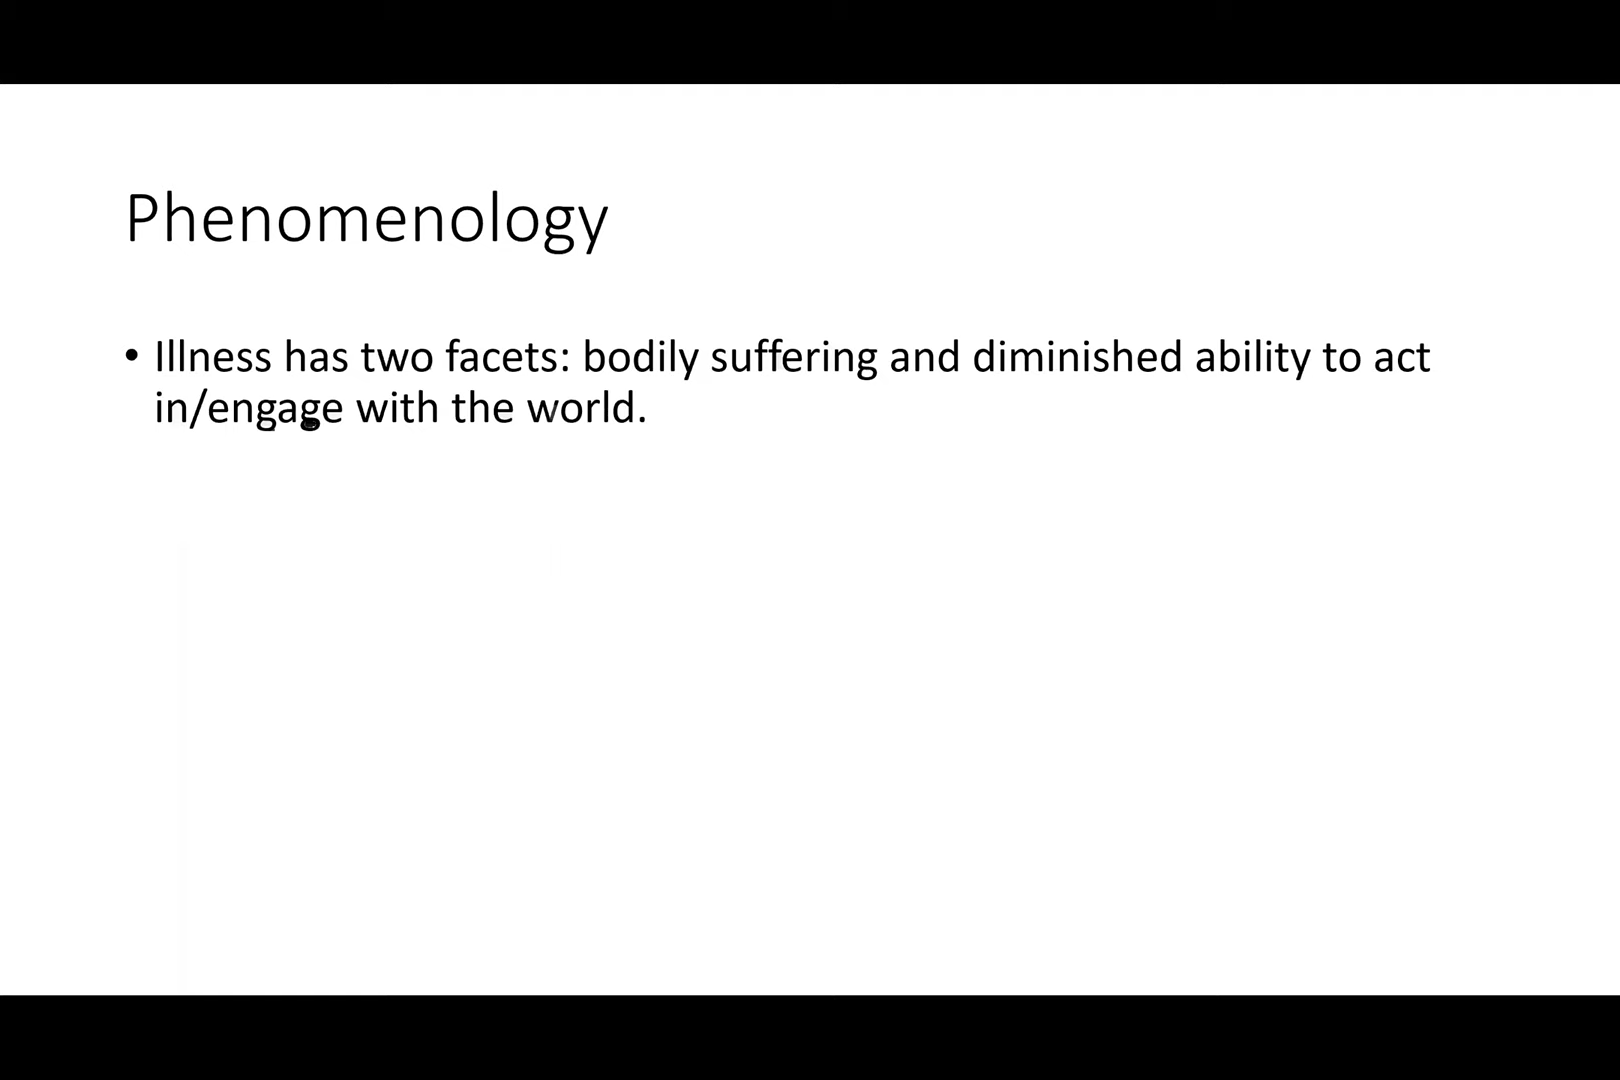 Phenomenology
• Illness has two facets: bodily suffering and diminished ability to act
in/engage with the world.